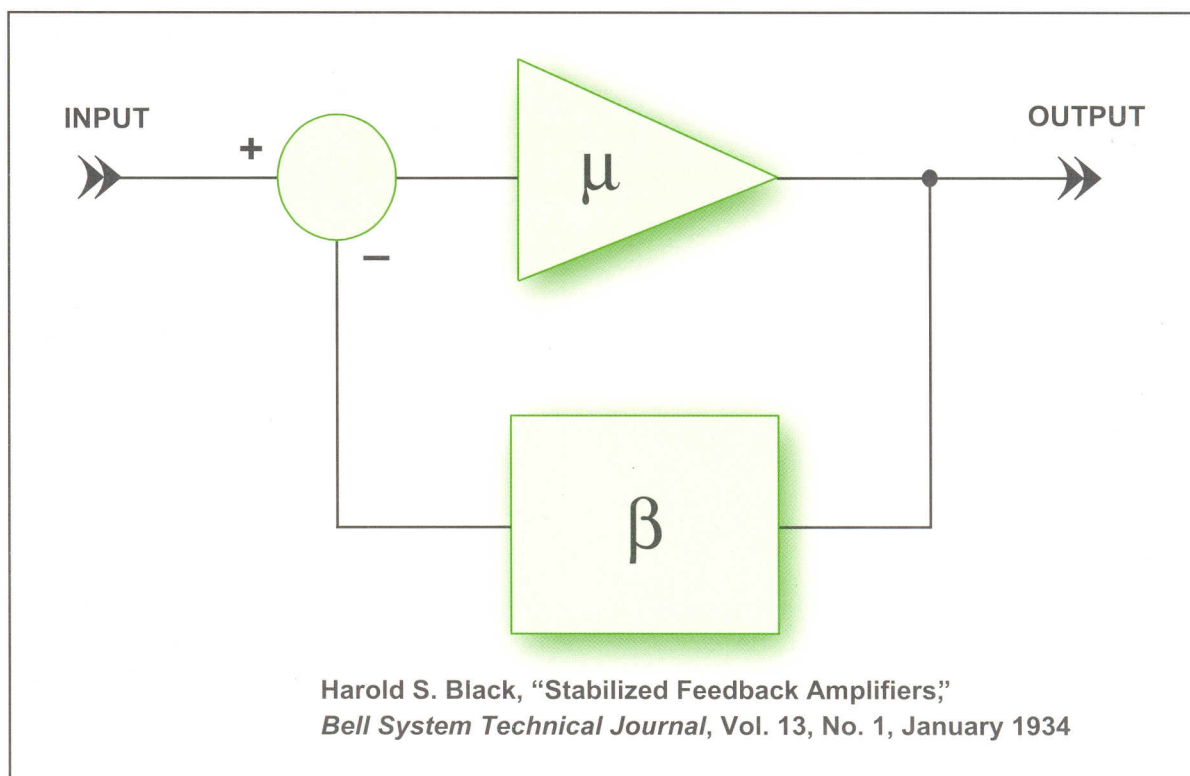 INPUT
OUTPUT
+
μ
−
β
Harold S. Black, “Stabilized Feedback Amplifiers,”
Bell System Technical Journal, Vol. 13, No. 1, January 1934